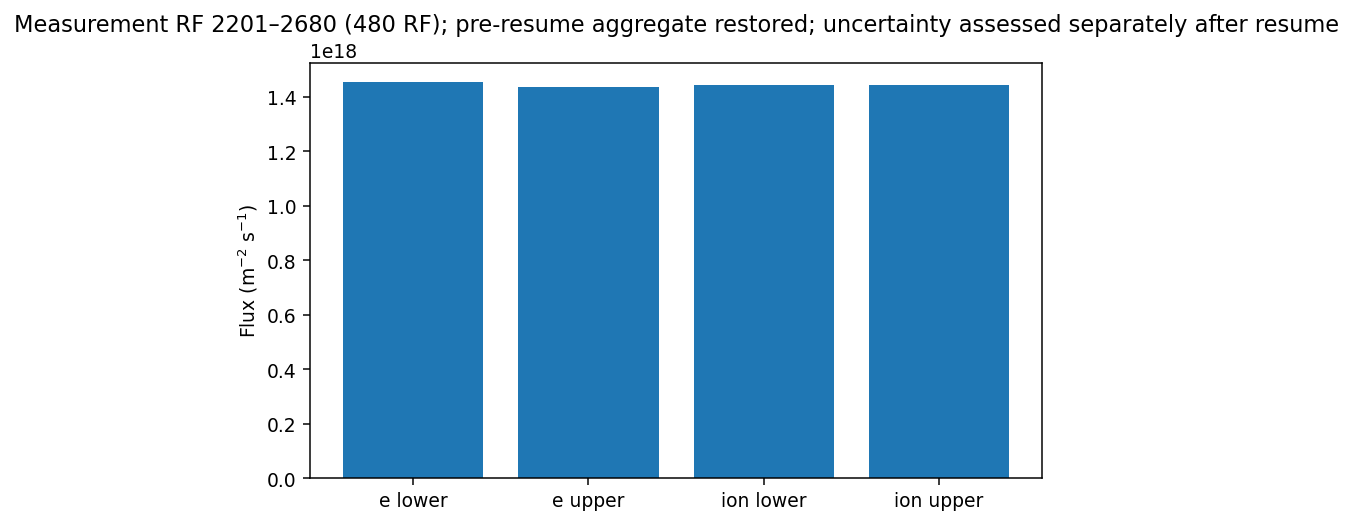 Measurement RF 2201–2680 (480 RF); pre-resume aggregate restored; uncertainty assessed separately after resume
1e18
1.4
1.2
1.0
0.8
0.6
0.4
0.2
0.0
Flux (m⁻² s⁻¹)
e lower
e upper
ion lower
ion upper